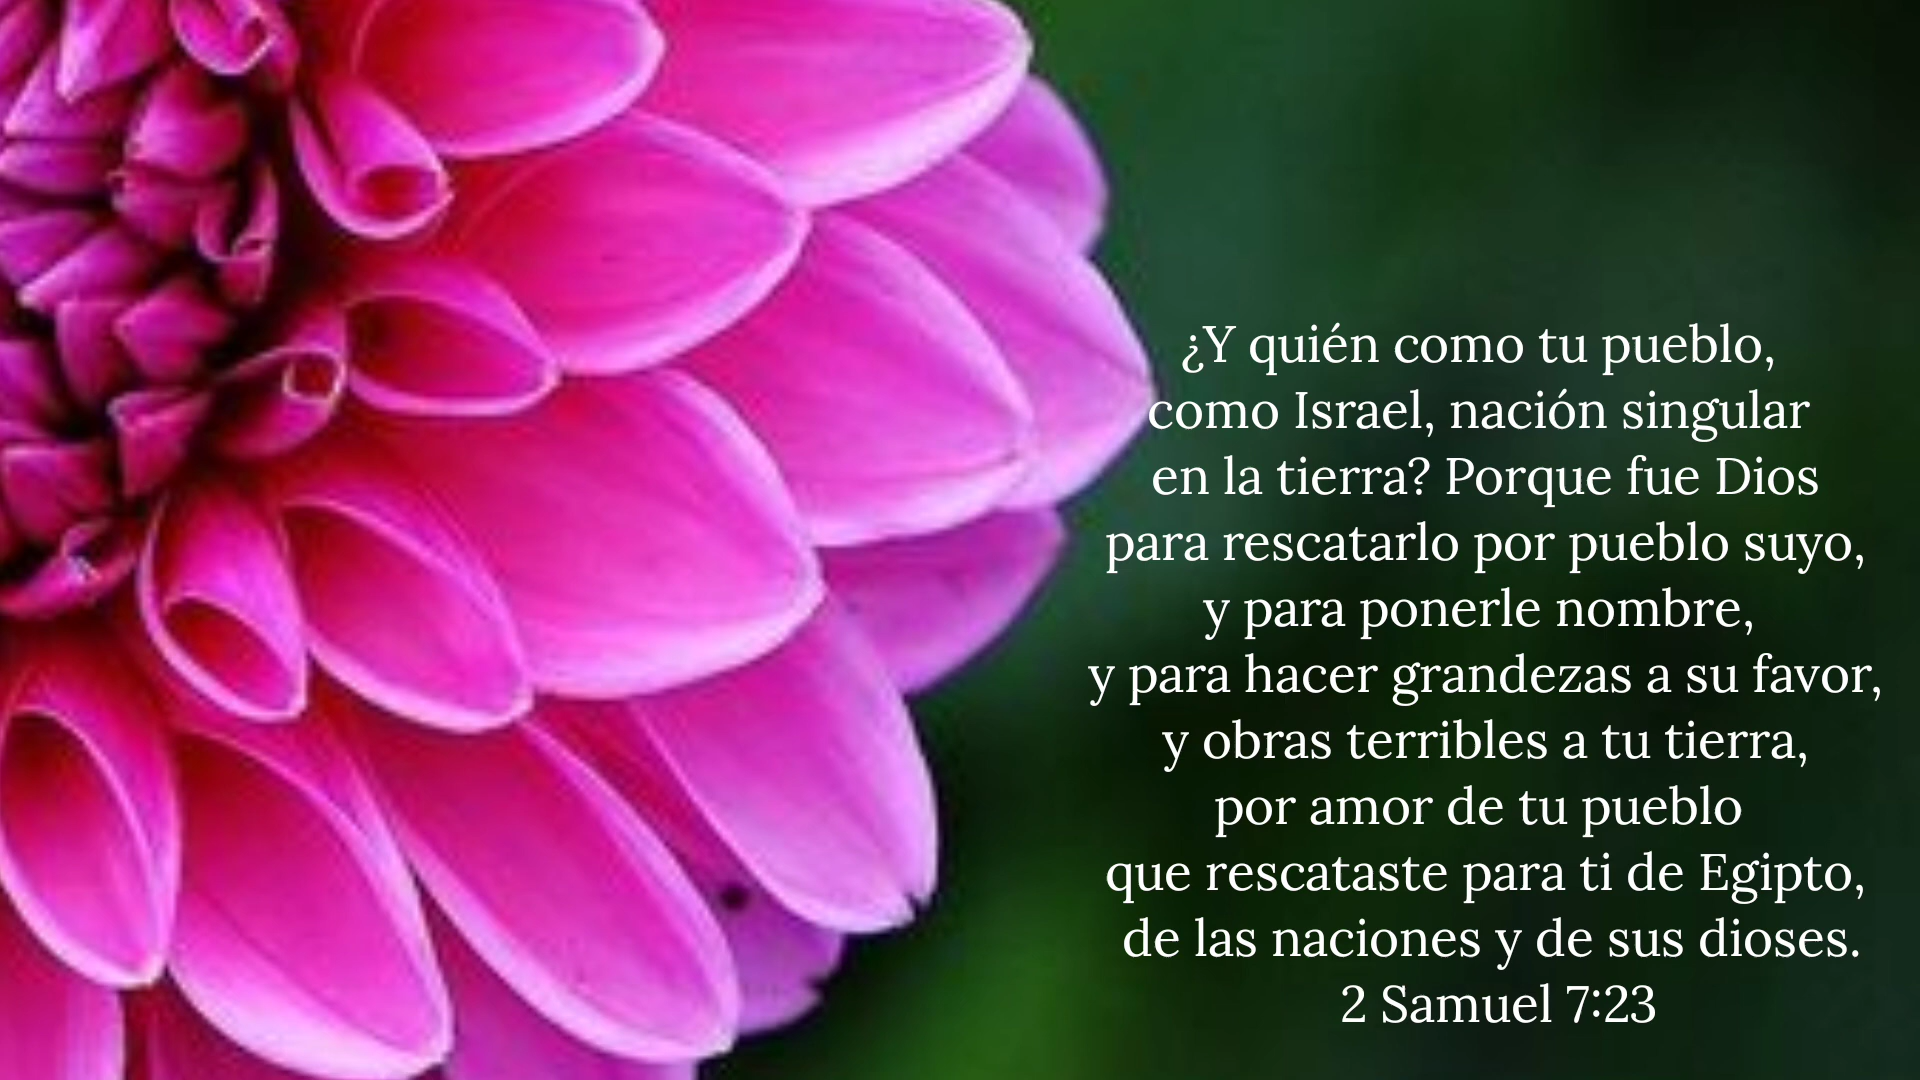 ¿Y quién como tu pueblo,
como Israel, nación singular
en la tierra? Porque fue Dios
para rescatarlo por pueblo suyo,
y para ponerle nombre,
y para hacer grandezas a su favor,
y obras terribles a tu tierra,
por amor de tu pueblo
que rescataste para ti de Egipto,
de las naciones y de sus dioses.
2 Samuel 7:23